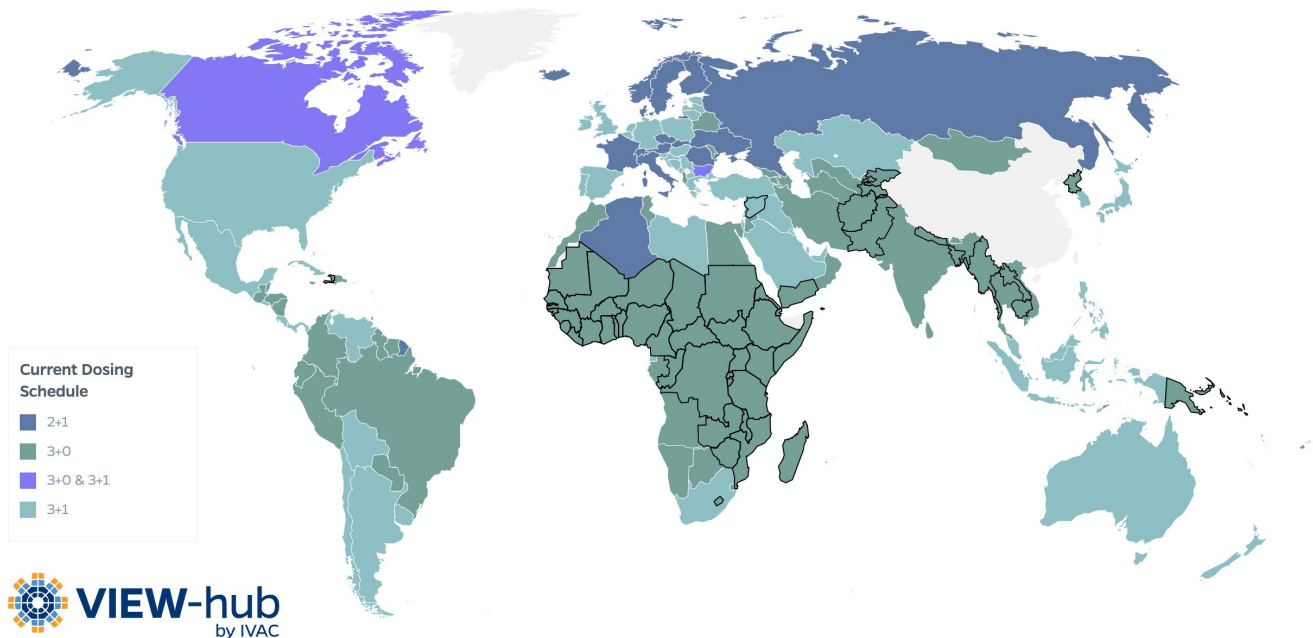 Current Dosing
Schedule
2+1
3+0
3+0 & 3+1
3+1
VIEW-hub
by IVAC